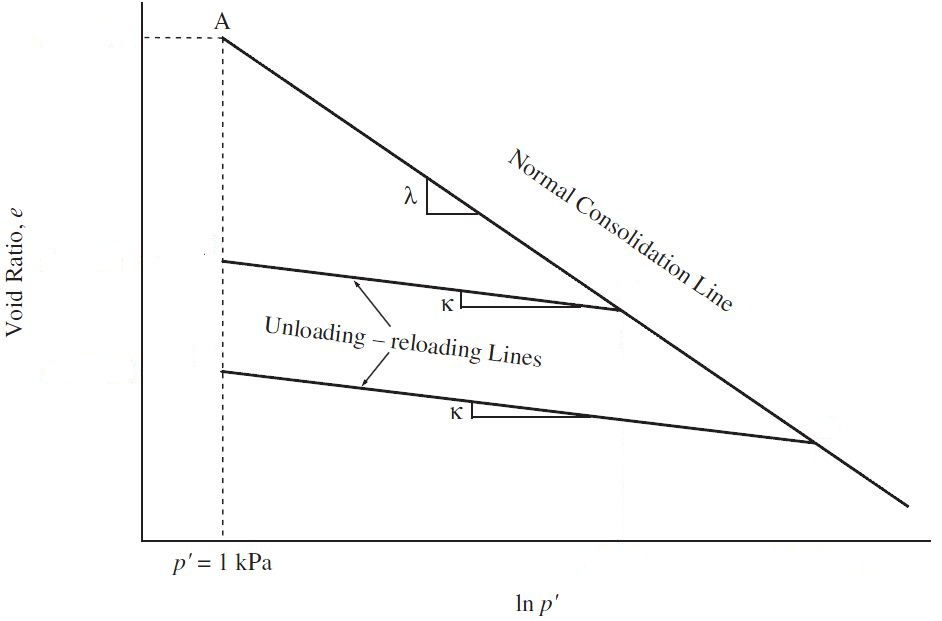 A
Normal Consolidation Line
λ
κ
Unloading – reloading Lines
κ
Void Ratio, e
p′ = 1 kPa
ln p′